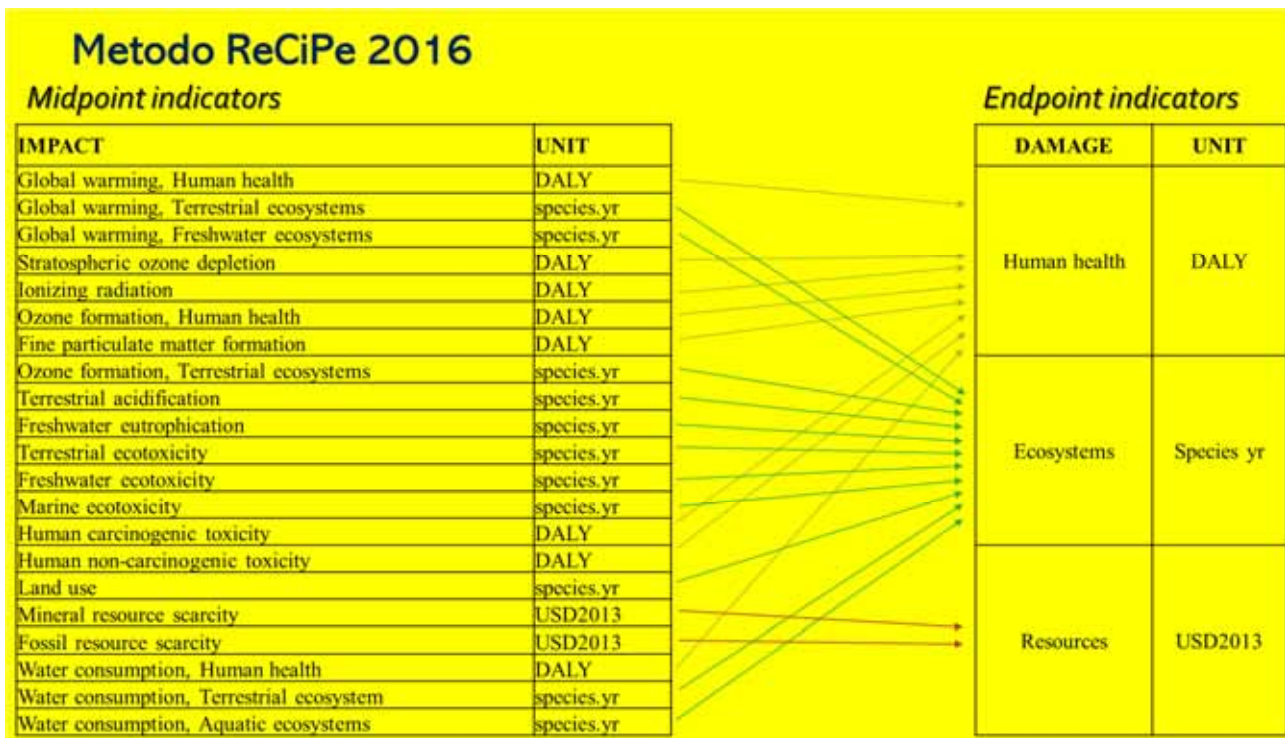 Metodo ReCiPe 2016
Midpoint indicators
IMPACT UNIT
Global warming, Human health DALY
Global warming, Terrestrial ecosystems species.yr
Global warming, Freshwater ecosystems species.yr
Stratospheric ozone depletion DALY
Ionizing radiation DALY
Ozone formation, Human health DALY
Fine particulate matter formation DALY
Ozone formation, Terrestrial ecosystems species.yr
Terrestrial acidification species.yr
Freshwater eutrophication species.yr
Terrestrial ecotoxicity species.yr
Freshwater ecotoxicity species.yr
Marine ecotoxicity species.yr
Human carcinogenic toxicity DALY
Human non-carcinogenic toxicity DALY
Land use species.yr
Mineral resource scarcity USD2013
Fossil resource scarcity USD2013
Water consumption, Human health DALY
Water consumption, Terrestrial ecosystem species.yr
Water consumption, Aquatic ecosystems species.yr
Endpoint indicators
DAMAGE UNIT
Human health DALY
Ecosystems Species yr
Resources USD2013